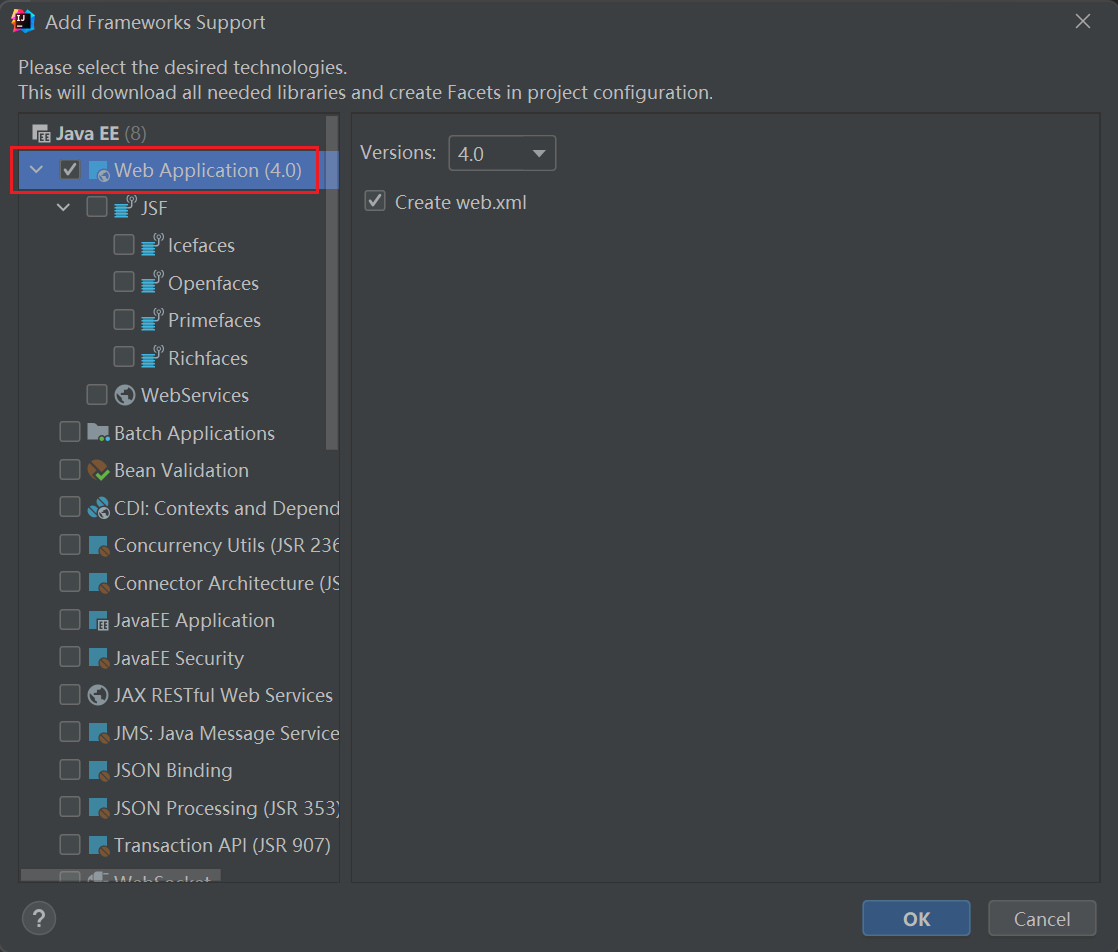 Add Frameworks Support
Please select the desired technologies.
This will download all needed libraries and create Facets in project configuration.
Java EE (8)
Web Application (4.0)
JSF
Icefaces
Openfaces
Primefaces
Richfaces
WebServices
Batch Applications
Bean Validation
CDI: Contexts and Depend
Concurrency Utils (JSR 236
Connector Architecture (JS
JavaEE Application
JavaEE Security
JAX RESTful Web Services
JMS: Java Message Service
JSON Binding
JSON Processing (JSR 353)
Transaction API (JSR 907)
WebSocket
Versions: 4.0
Create web.xml
?
OK
Cancel